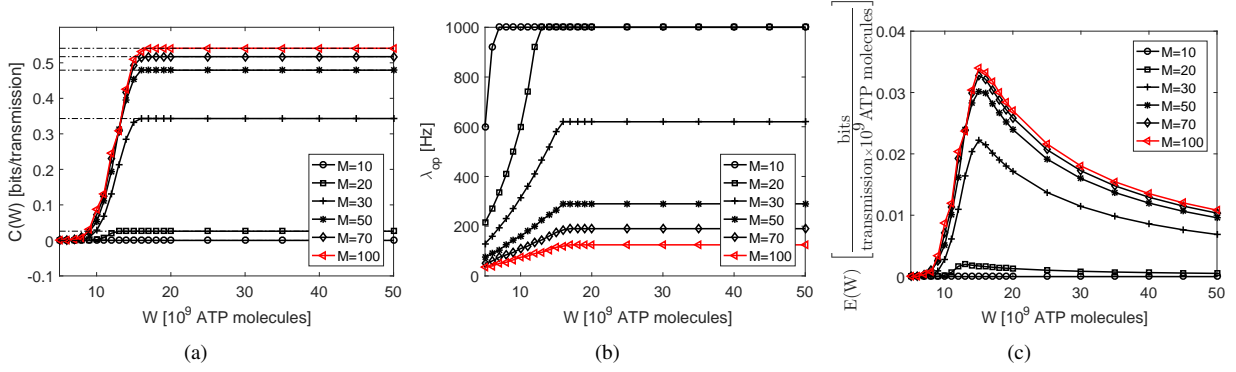 C(W) [bits/transmission]
0.5
0.4
0.3
0.2
0.1
0
-0.1
10 20 30 40 50
W [10^9 ATP molecules]
M=10
M=20
M=30
M=50
M=70
M=100
(a)
λ_op [Hz]
1000
800
600
400
200
0
10 20 30 40 50
W [10^9 ATP molecules]
M=10
M=20
M=30
M=50
M=70
M=100
(b)
E(W) [bits / transmission×10^9 ATP molecules]
0.04
0.03
0.02
0.01
0
10 20 30 40 50
W [10^9 ATP molecules]
M=10
M=20
M=30
M=50
M=70
M=100
(c)